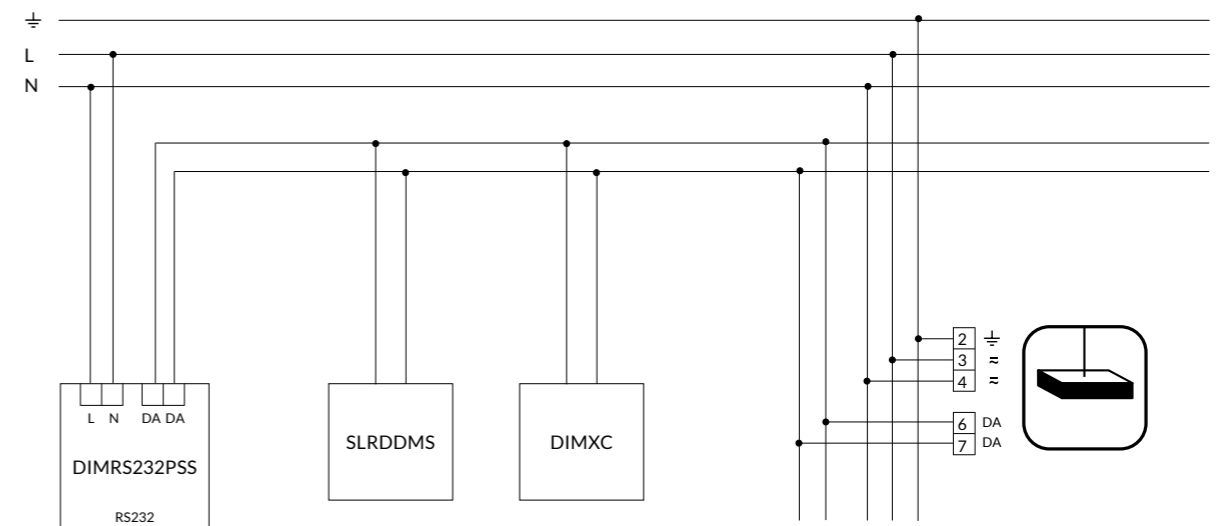 L
N
2
3 ≈
4 ≈
L N DA DA
6 DA
7 DA
SLRDDMS
DIMXC
DIMRS232PSS
RS232